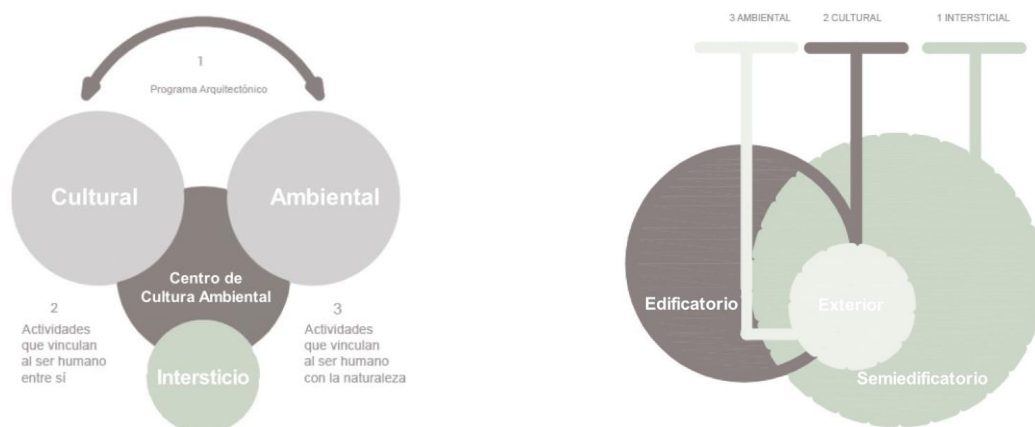 1
Programa Arquitectónico
Cultural
Ambiental
Centro de
Cultura Ambiental
2
Actividades
que vinculan
al ser humano
entre sí
3
Actividades
que vinculan
al ser humano
con la naturaleza
Intersticio
3 AMBIENTAL
2 CULTURAL
1 INTERSTICIAL
Edificatorio
Exterior
Semiedificatorio